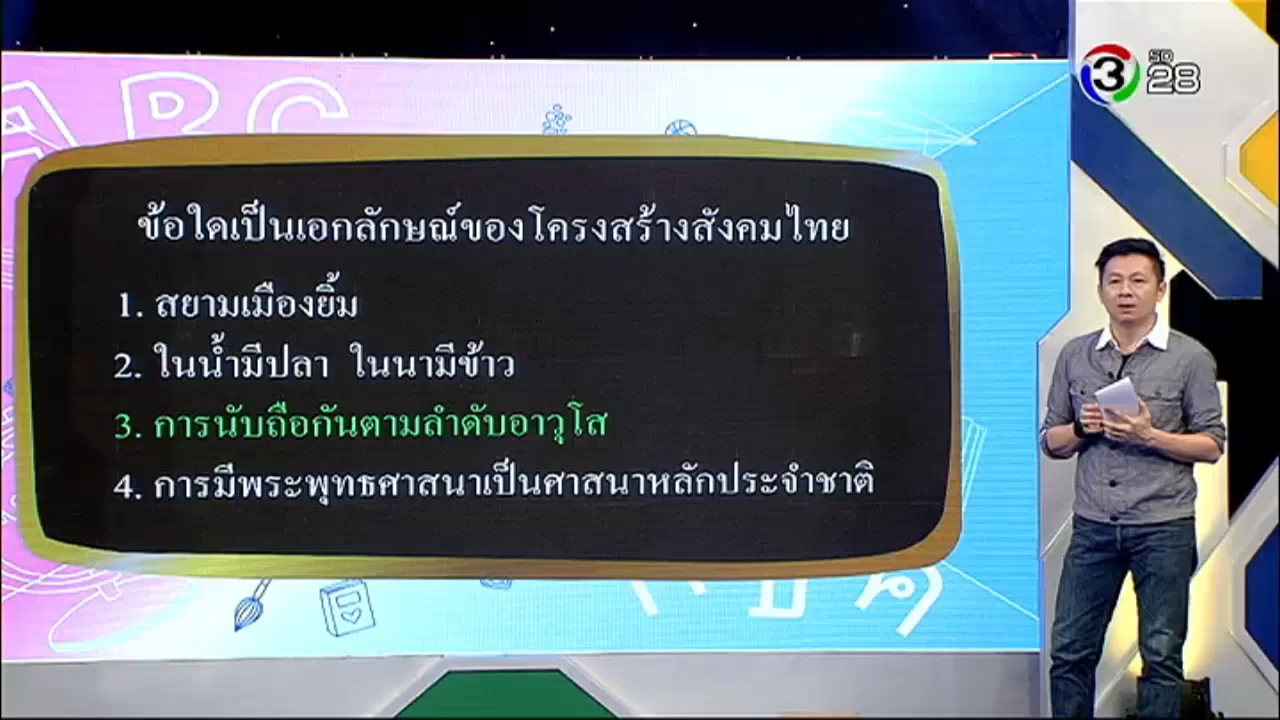 3 SD
28
ABC
ข้อใดเป็นเอกลักษณ์ของโครงสร้างสังคมไทย
1. สยามเมืองยิ้ม
2. ในน้ำมีปลา ในนามีข้าว
3. การนับถือกันตามลำดับอาวุโส
4. การมีพระพุทธศาสนาเป็นศาสนาหลักประจำชาติ